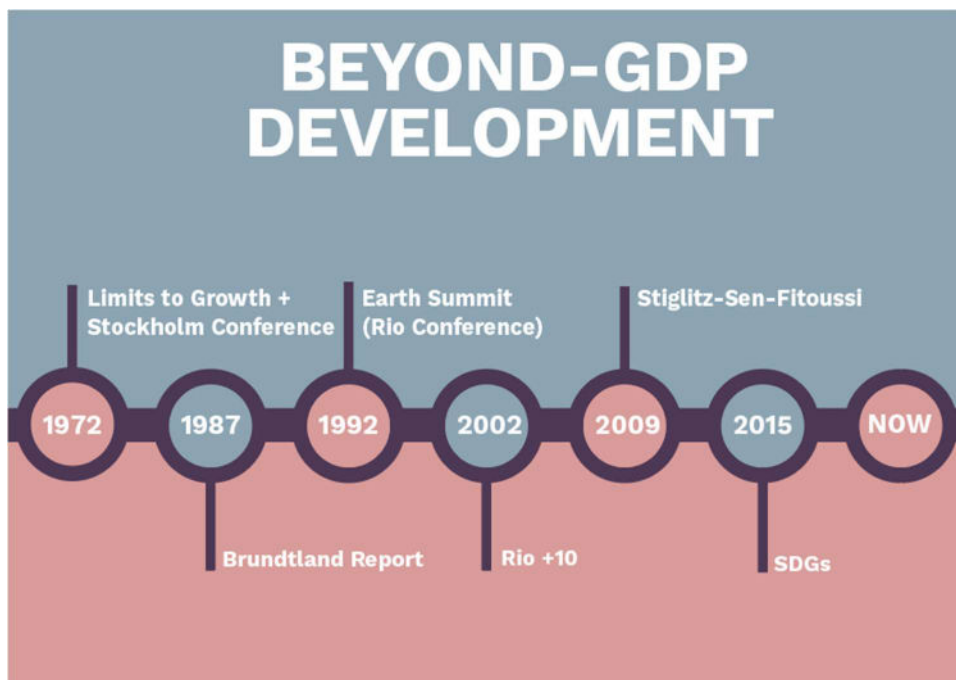 BEYOND-GDP
DEVELOPMENT
Limits to Growth +
Stockholm Conference
Earth Summit
(Rio Conference)
Stiglitz-Sen-Fitoussi
1972
1987
1992
2002
2009
2015
NOW
Brundtland Report
Rio +10
SDGs